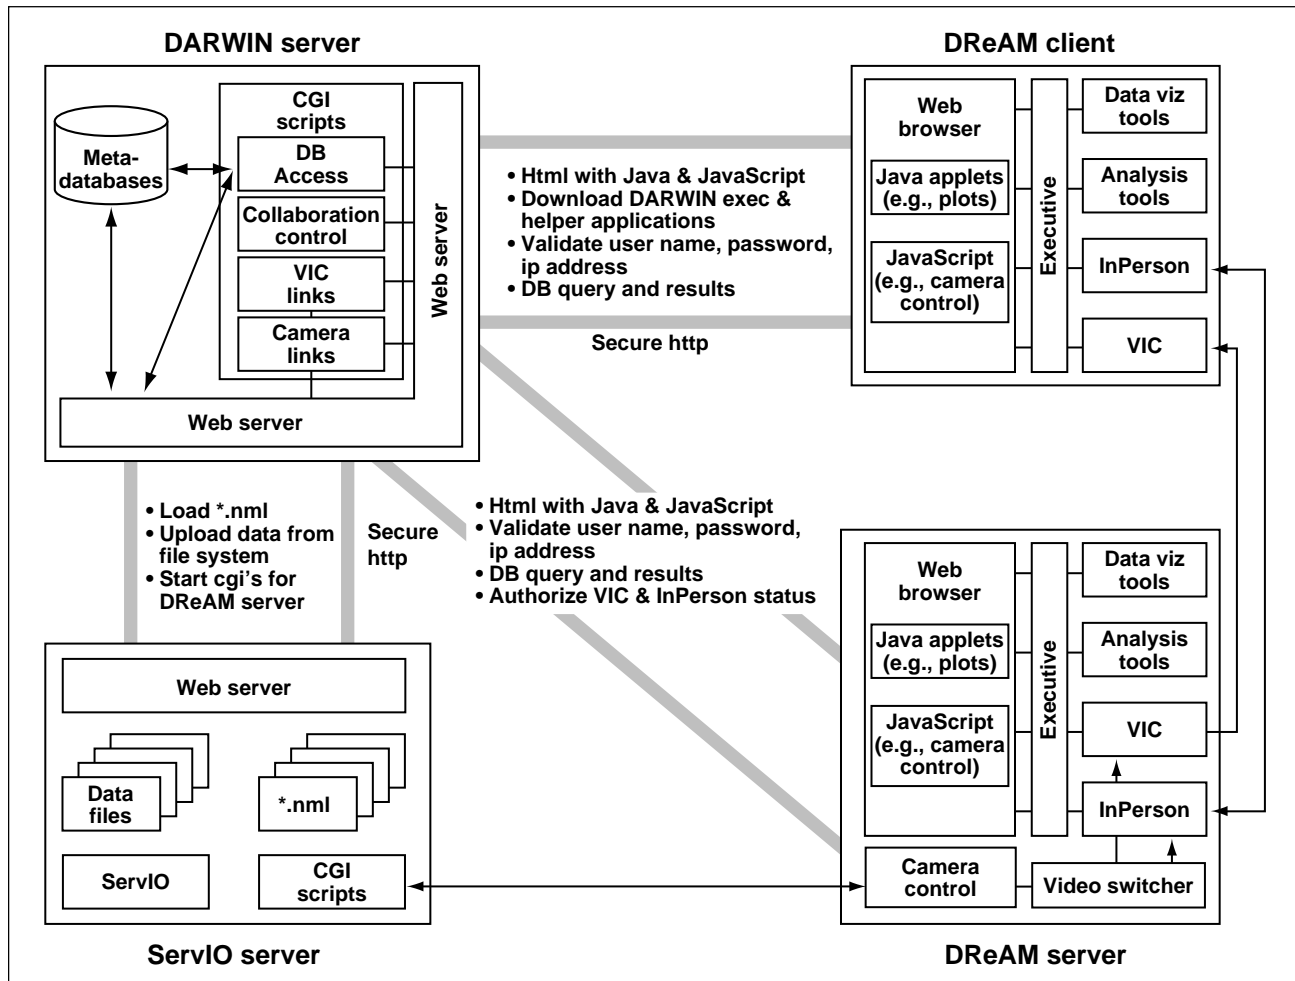 DARWIN server
CGI
scripts
Meta-
databases
DB
Access
Collaboration
control
VIC
links
Camera
links
Web server
Web server
• Html with Java & JavaScript
• Download DARWIN exec &
helper applications
• Validate user name, password,
ip address
• DB query and results
Secure http
DReAM client
Web
browser
Java applets
(e.g., plots)
JavaScript
(e.g., camera
control)
Executive
Data viz
tools
Analysis
tools
InPerson
VIC
• Load *.nml
• Upload data from
file system
• Start cgi's for
DReAM server
Secure
http
• Html with Java & JavaScript
• Validate user name, password,
ip address
• DB query and results
• Authorize VIC & InPerson status
Web server
Data
files
*.nml
ServIO
CGI
scripts
ServIO server
Web
browser
Java applets
(e.g., plots)
JavaScript
(e.g., camera
control)
Executive
Data viz
tools
Analysis
tools
VIC
InPerson
Camera
control
Video switcher
DReAM server